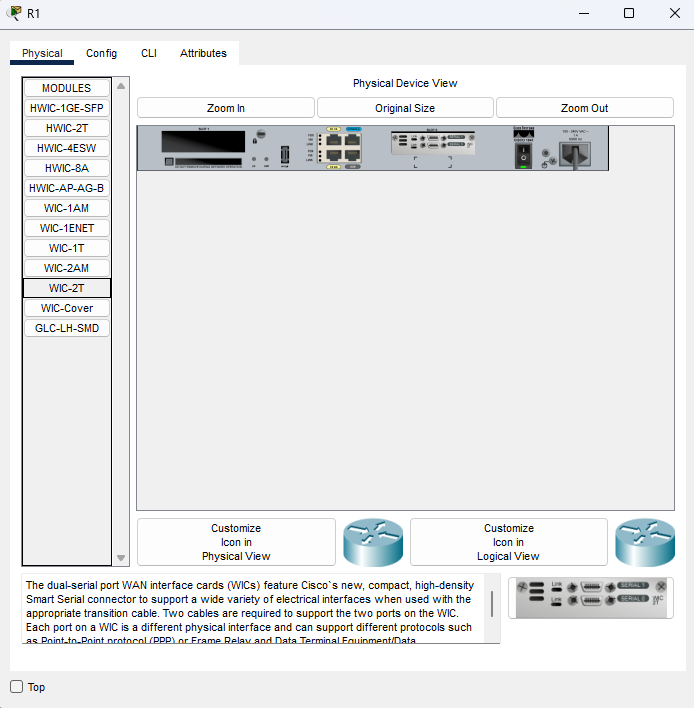 R1
Physical Config CLI Attributes
MODULES
HWIC-1GE-SFP
HWIC-2T
HWIC-4ESW
HWIC-8A
HWIC-AP-AG-B
WIC-1AM
WIC-1ENET
WIC-1T
WIC-2AM
WIC-2T
WIC-Cover
GLC-LH-SMD
Physical Device View
Zoom In Original Size Zoom Out
Customize
Icon in
Physical View
Customize
Icon in
Logical View
The dual-serial port WAN interface cards (WICs) feature Cisco`s new, compact, high-density
Smart Serial connector to support a wide variety of electrical interfaces when used with the
appropriate transition cable. Two cables are required to support the two ports on the WIC.
Each port on a WIC is a different physical interface and can support different protocols such
as Point-to-Point protocol (PPP) or Frame Relay and Data Terminal Equipment/Data
Link
SERIAL 1
Link
SERIAL 0
WIC
2T
Top